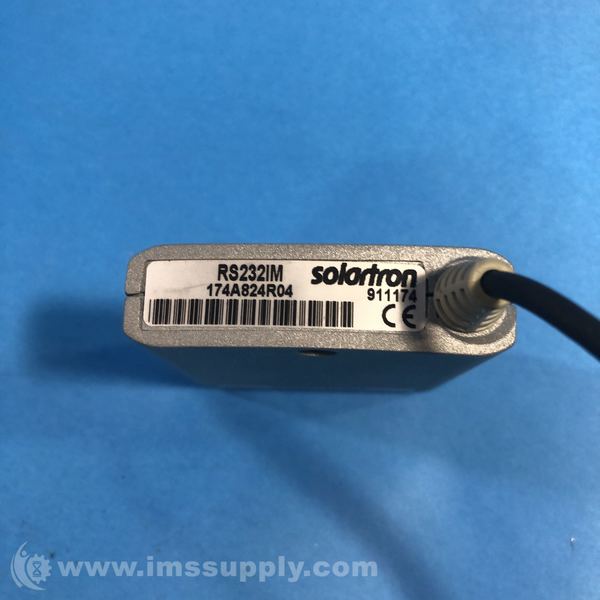 RS232IM solartron
174A824R04 911174
CE
www.imssupply.com